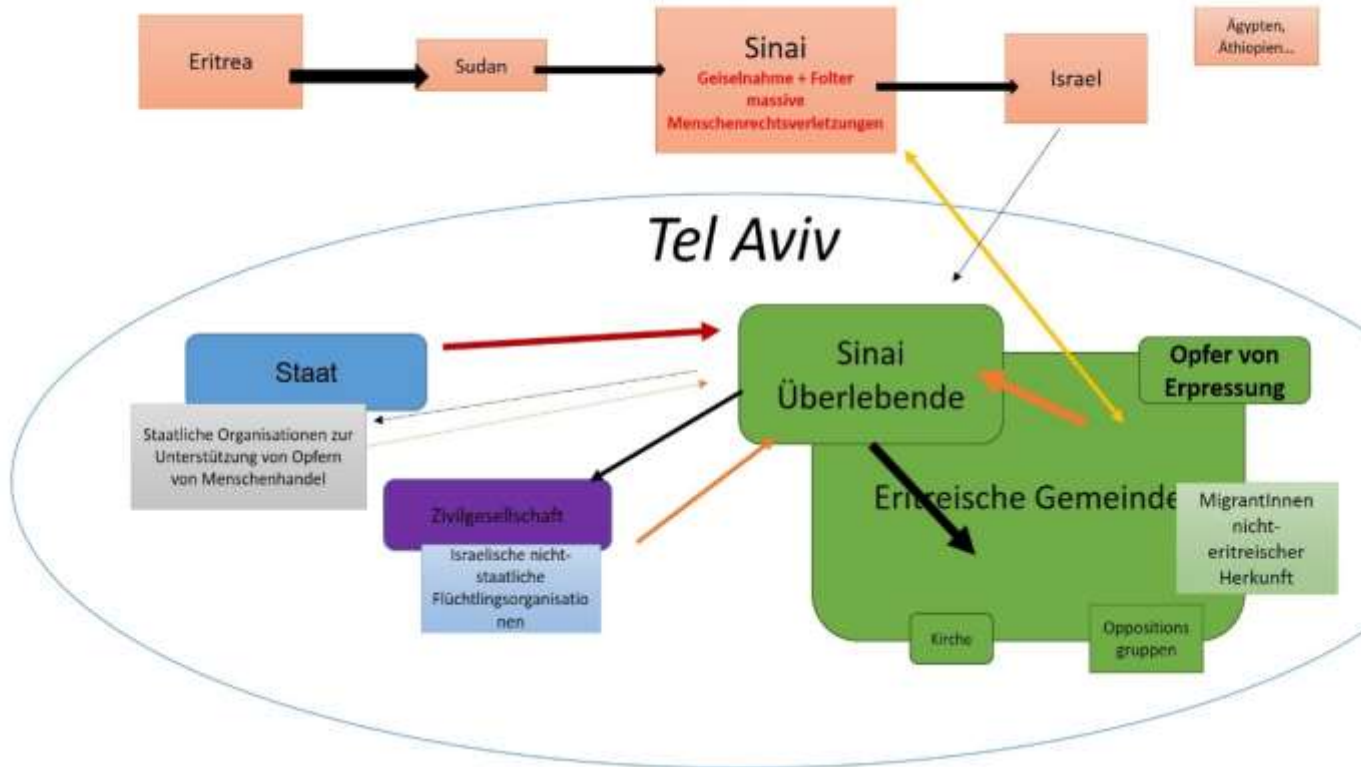 Eritrea
Sudan
Sinai
Geiselnahme + Folter
massive
Menschenrechtsverletzungen
Israel
Ägypten,
Äthiopien...
Tel Aviv
Staat
Staatliche Organisationen zur
Unterstützung von Opfern
von Menschenhandel
Zivilgesellschaft
Israelische nicht-
staatliche
Flüchtlingsorganisatio
nen
Sinai
Überlebende
Opfer von
Erpressung
Eritreische Gemeinde
MigrantInnen
nicht-
eritreischer
Herkunft
Kirche
Oppositions
gruppen